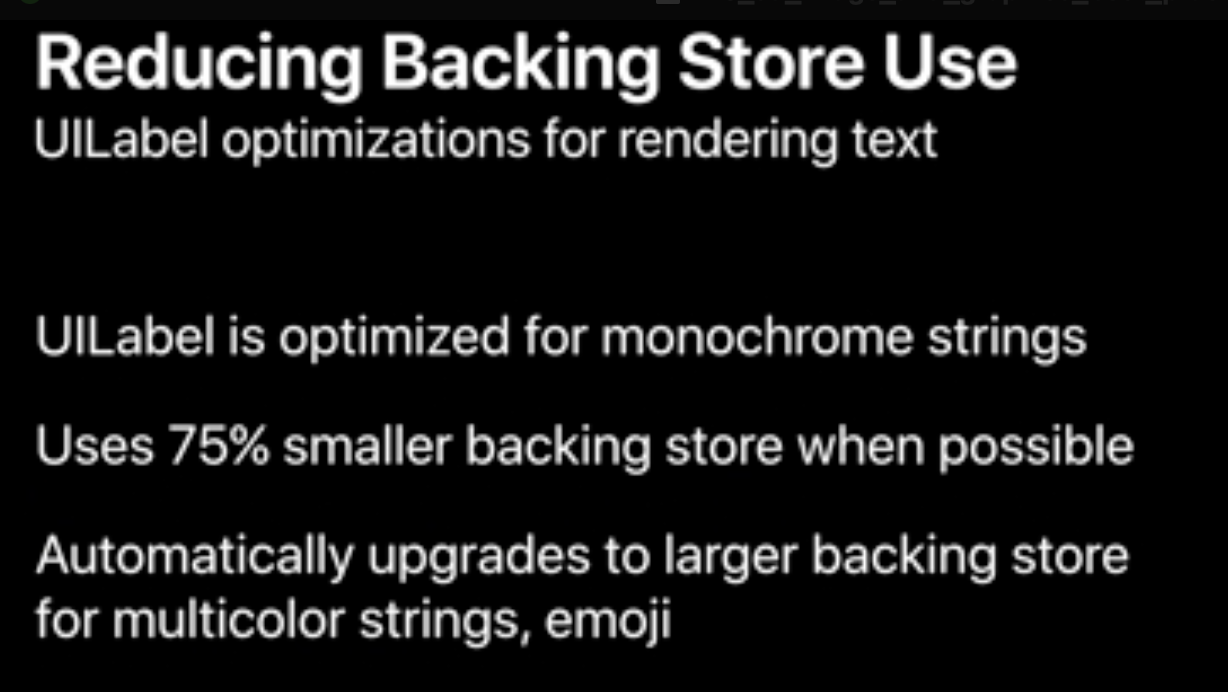 Reducing Backing Store Use
UILabel optimizations for rendering text
UILabel is optimized for monochrome strings
Uses 75% smaller backing store when possible
Automatically upgrades to larger backing store
for multicolor strings, emoji